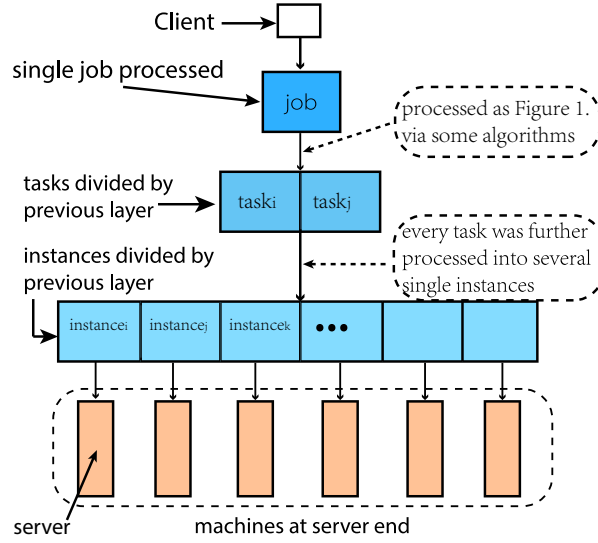 Client
single job processed
job
processed as Figure 1.
via some algorithms
tasks divided by
previous layer
taski
taskj
every task was further
processed into several
single instances
instances divided by
previous layer
instancei
instancej
instancek
•••
server
machines at server end